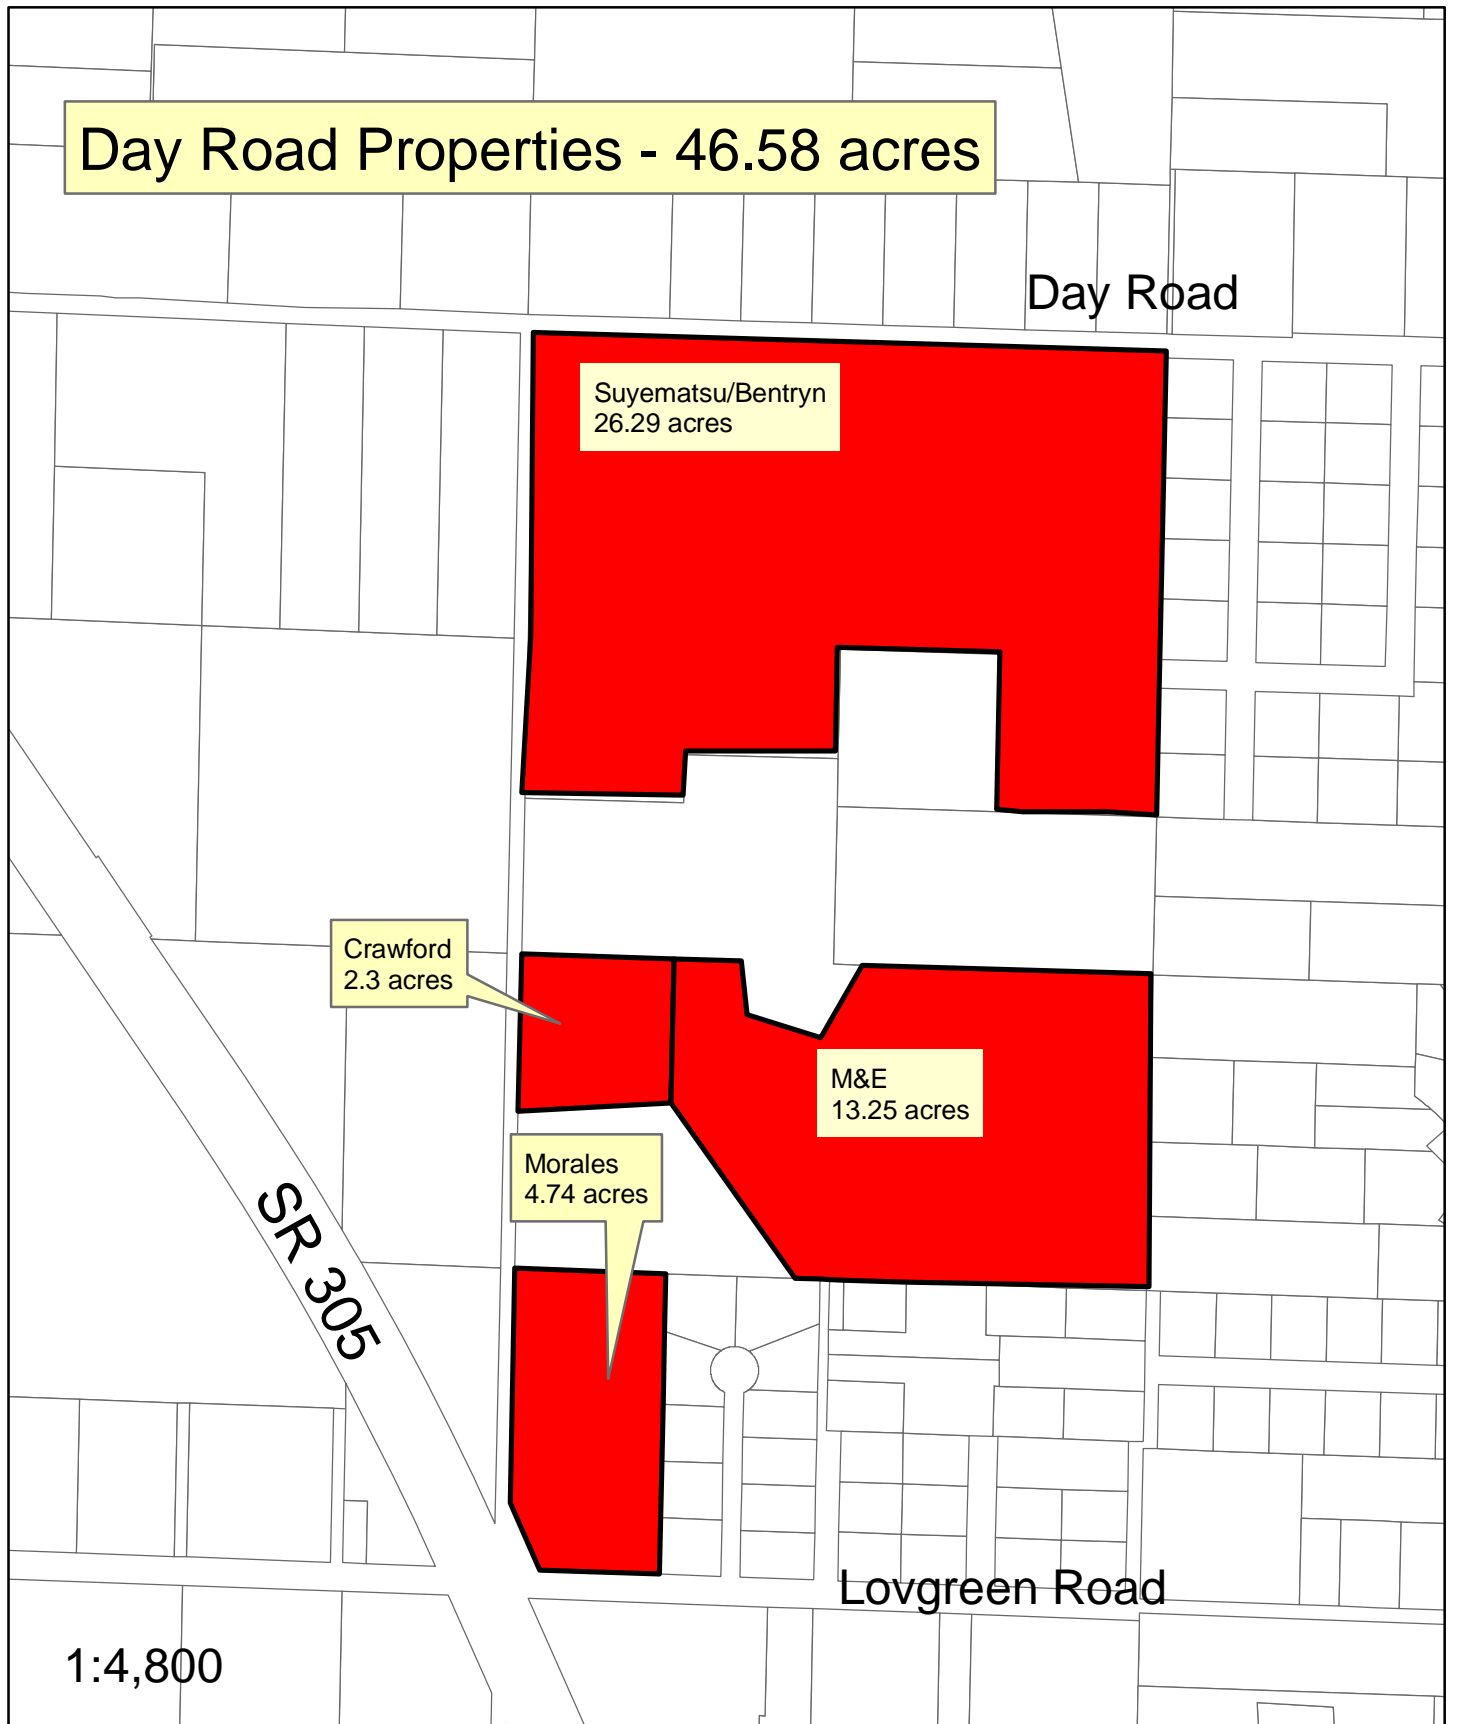 Day Road Properties - 46.58 acres
Day Road
Suyematsu/Bentryn
26.29 acres
Crawford
2.3 acres
M&E
13.25 acres
Morales
4.74 acres
SR 305
Lovgreen Road
1:4,800